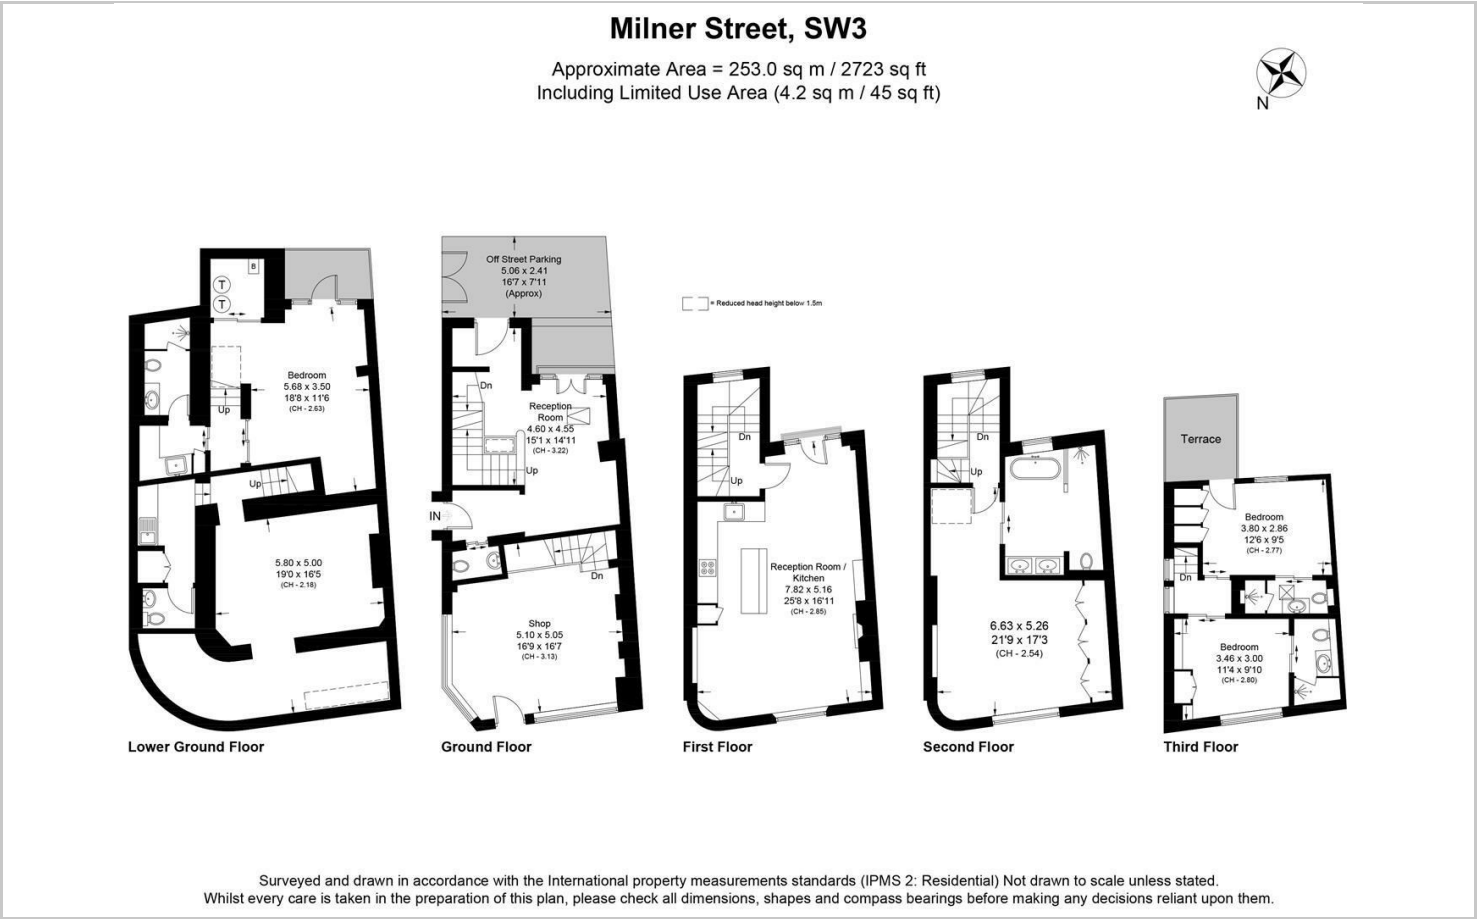 Milner Street, SW3
Approximate Area = 253.0 sq m / 2723 sq ft
Including Limited Use Area (4.2 sq m / 45 sq ft)
N
= Reduced head height below 1.5m
B
T
T
Bedroom
5.68 x 3.50
18'8 x 11'6
(CH - 2.63)
Up
Up
5.80 x 5.00
19'0 x 16'5
(CH - 2.18)
Lower Ground Floor
Off Street Parking
5.06 x 2.41
16'7 x 7'11
(Approx)
Dn
Reception
Room
4.60 x 4.55
15'1 x 14'11
(CH - 3.22)
Up
IN
Dn
Shop
5.10 x 5.05
16'9 x 16'7
(CH - 3.13)
Ground Floor
Dn
Up
Reception Room /
Kitchen
7.82 x 5.16
25'8 x 16'11
(CH - 2.85)
First Floor
Dn
Up
6.63 x 5.26
21'9 x 17'3
(CH - 2.54)
Second Floor
Terrace
Bedroom
3.80 x 2.86
12'6 x 9'5
(CH - 2.77)
Dn
Bedroom
3.46 x 3.00
11'4 x 9'10
(CH - 2.80)
Third Floor
Surveyed and drawn in accordance with the International property measurements standards (IPMS 2: Residential) Not drawn to scale unless stated.
Whilst every care is taken in the preparation of this plan, please check all dimensions, shapes and compass bearings before making any decisions reliant upon them.